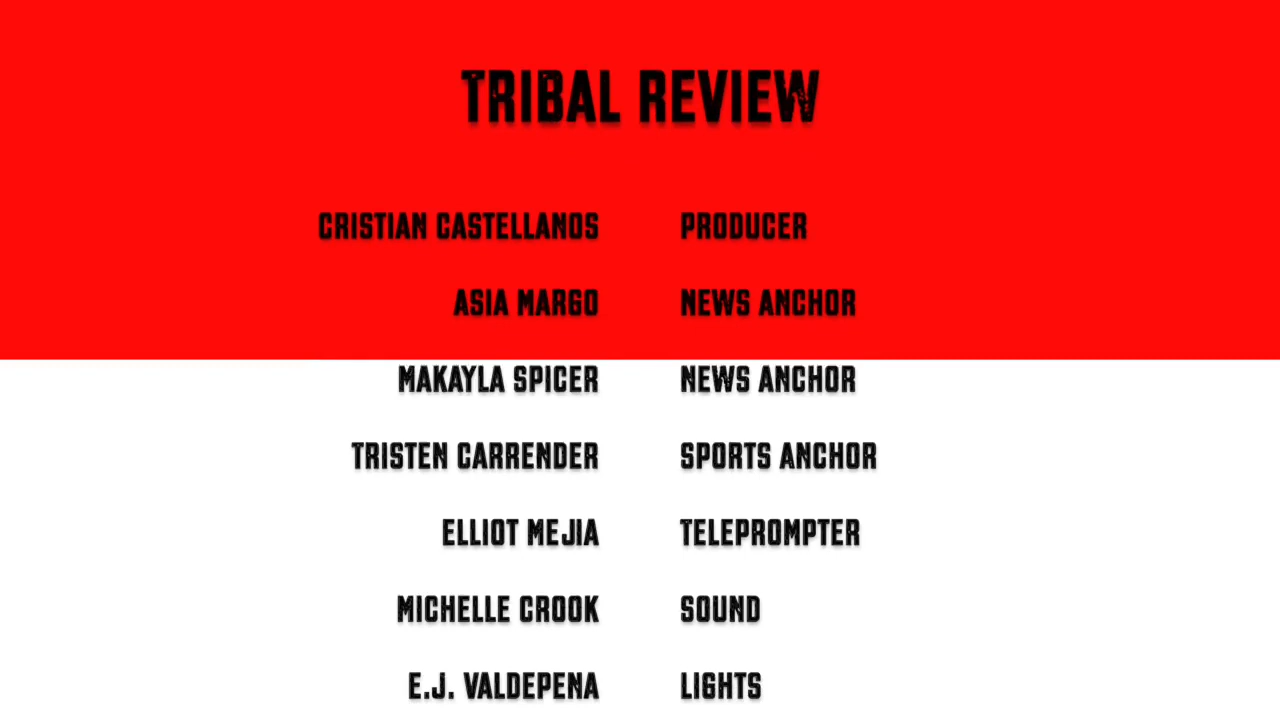 TRIBAL REVIEW
CRISTIAN CASTELLANOS PRODUCER
ASIA MARGO NEWS ANCHOR
MAKAYLA SPICER NEWS ANCHOR
TRISTEN CARRENDER SPORTS ANCHOR
ELLIOT MEJIA TELEPROMPTER
MICHELLE CROOK SOUND
E.J. VALDEPENA LIGHTS